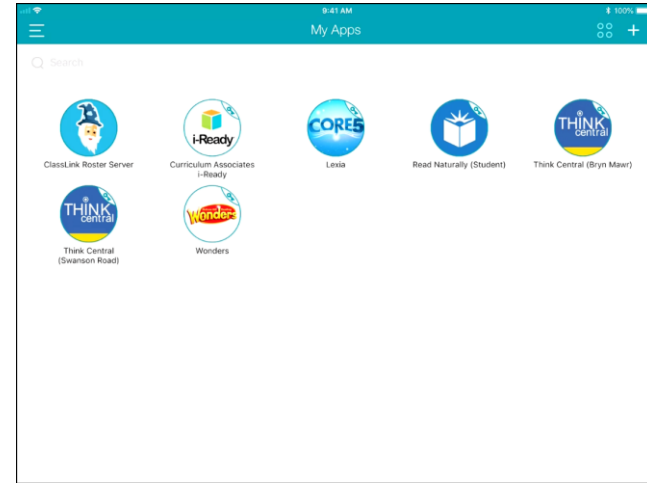 9:41 AM
100%
My Apps
Search
i-Ready
CORE5
THINK
central
ClassLink Roster Server
Curriculum Associates
i-Ready
Lexia
Read Naturally (Student)
Think Central (Bryn Mawr)
THINK
central
Wonders
Think Central
(Swanson Road)
Wonders